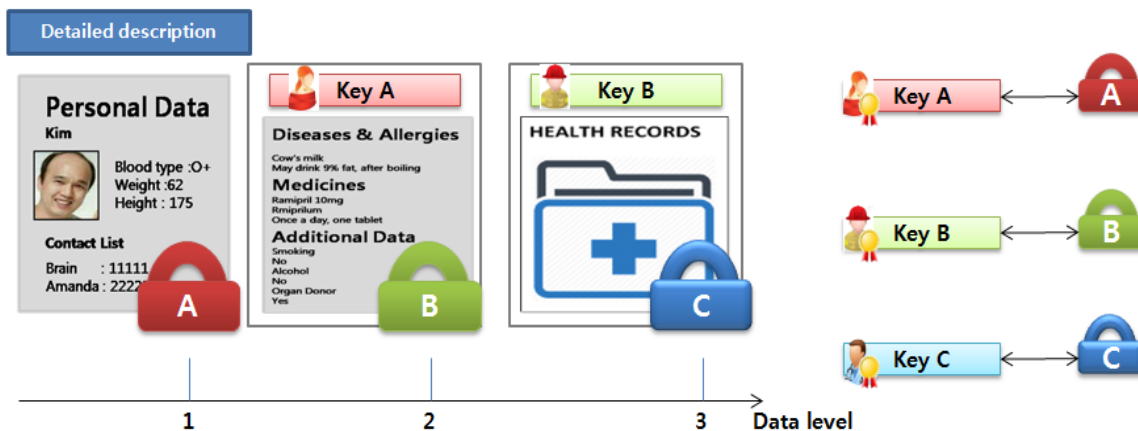 Detailed description
Personal Data
Kim
Blood type :O+
Weight :62
Height : 175
Contact List
Brain : 11111
Amanda : 2222
A
Key A
Diseases & Allergies
Cow's milk
May drink 9% fat, after boiling
Medicines
Ramipril 10mg
Rmiprilum
Once a day, one tablet
Additional Data
Smoking
No
Alcohol
No
Organ Donor
Yes
B
Key B
HEALTH RECORDS
C
Key A
A
Key B
B
Key C
C
1
2
3
Data level